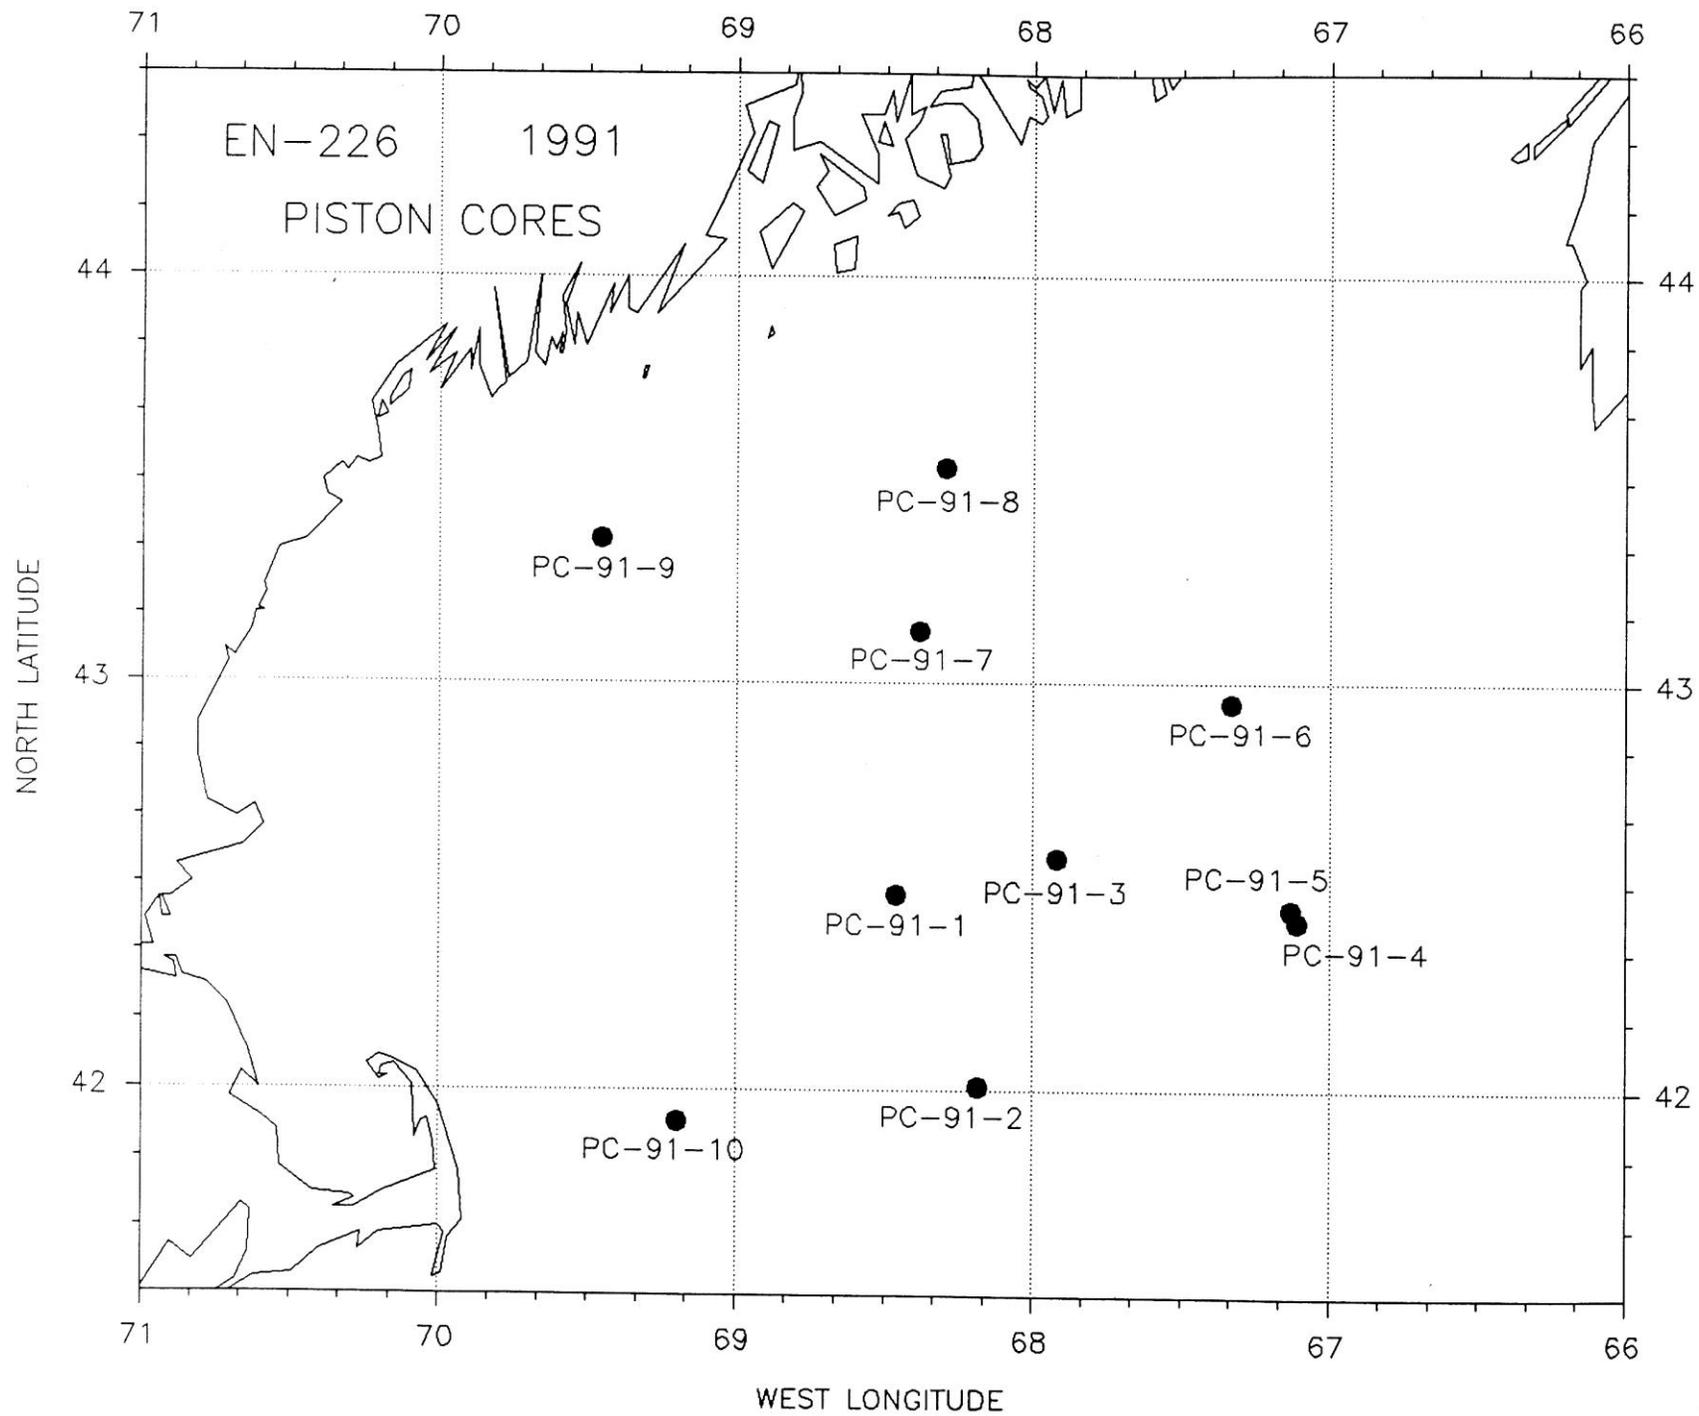 71 70 69 68 67 66
EN-226 1991
PISTON CORES
44 44
PC-91-8
PC-91-9
PC-91-7
43 43
PC-91-6
PC-91-5
PC-91-3
PC-91-1
PC-91-4
42 42
PC-91-2
PC-91-10
71 70 69 68 67 66
NORTH LATITUDE
WEST LONGITUDE